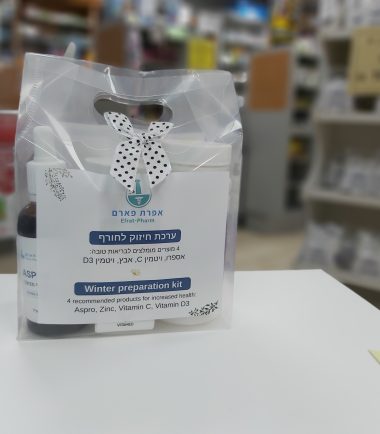 אפרת פארם
Efrat-Pharm
ערכת חיזוק לחורף
4 מוצרים מומלצים לבריאות טובה:
אספרו, ויטמין C, אבץ, ויטמין D3
Winter preparation kit
4 recommended products for increased health:
Aspro, Zinc, Vitamin C, Vitamin D3
ASP